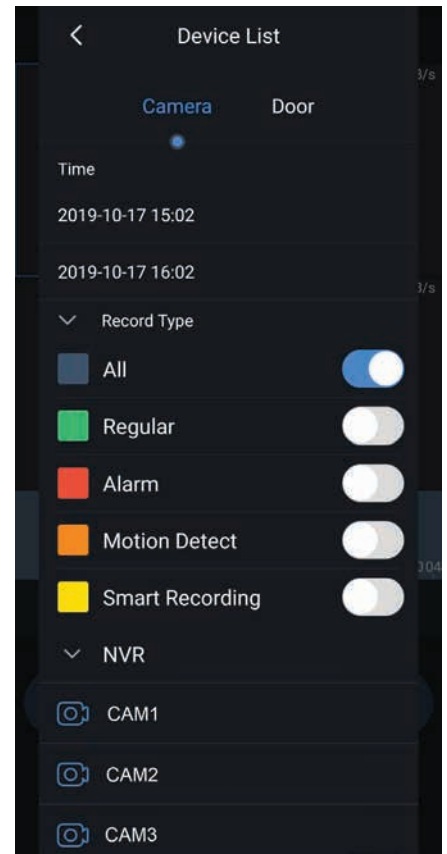 Device List
Camera Door
Time
2019-10-17 15:02
2019-10-17 16:02
Record Type
All
Regular
Alarm
Motion Detect
Smart Recording
NVR
CAM1
CAM2
CAM3